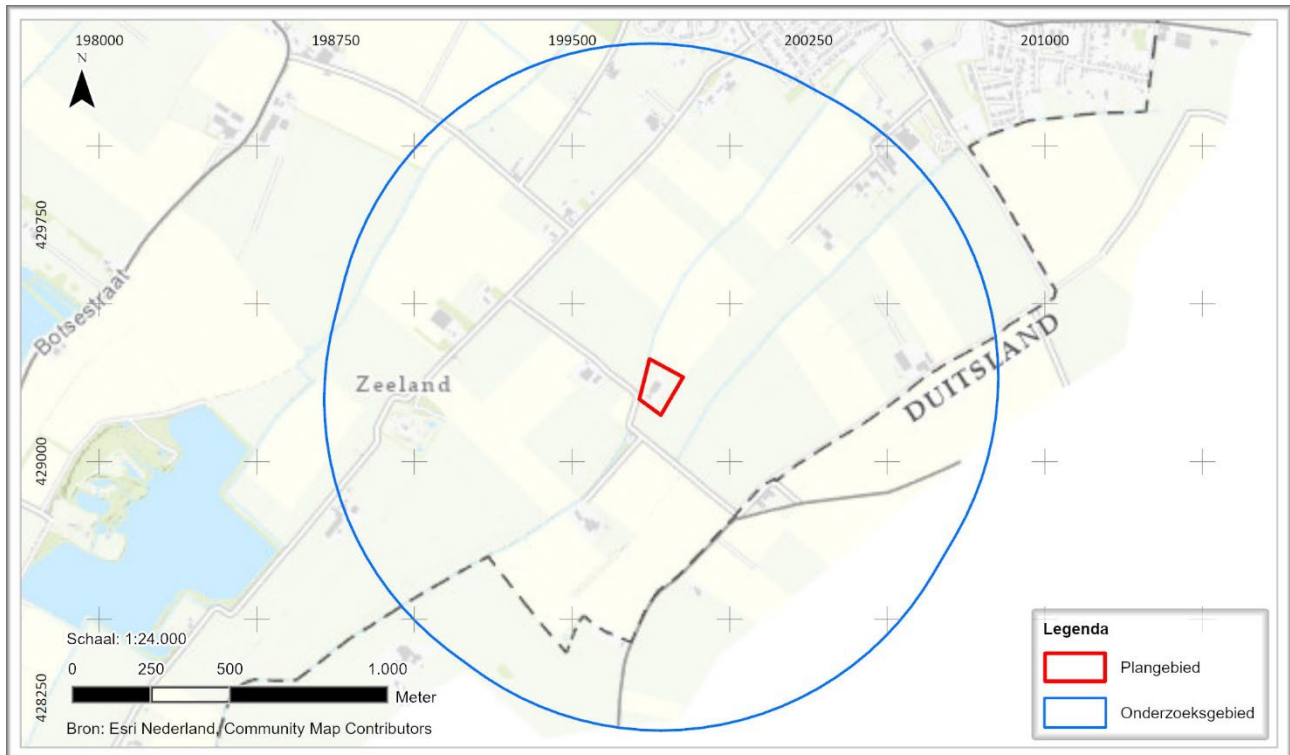 198000 198750 199500 200250 201000
N
429750
Botsestraat
Zeeland
DUITSLAND
429000
428250
Schaal: 1:24.000
0 250 500 1.000
Meter
Bron: Esri Nederland, Community Map Contributors
Legenda
Plangebied
Onderzoeksgebied